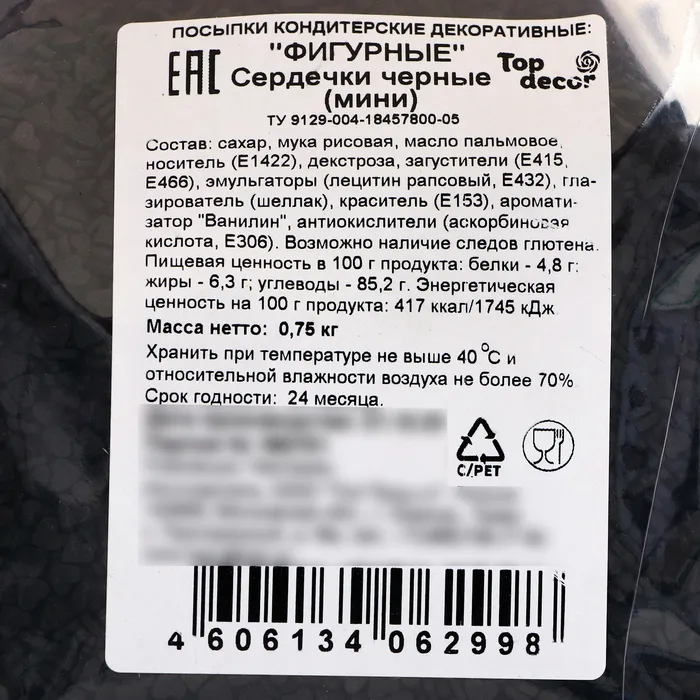 ПОСЫПКИ КОНДИТЕРСКИЕ ДЕКОРАТИВНЫЕ:
"ФИГУРНЫЕ"
EAC
Сердечки черные
(мини)
Top decor
ТУ 9129-004-18457800-05
Состав: сахар, мука рисовая, масло пальмовое,
носитель (Е1422), декстроза, загустители (Е415,
Е466), эмульгаторы (лецитин рапсовый, Е432), гла-
зирователь (шеллак), краситель (Е153), аромати-
затор "Ванилин", антиокислители (аскорбиновая
кислота, Е306). Возможно наличие следов глютена.
Пищевая ценность в 100 г продукта: белки - 4,8 г;
жиры - 6,3 г; углеводы - 85,2 г. Энергетическая
ценность на 100 г продукта: 417 ккал/1745 кДж
Масса нетто: 0,75 кг
Хранить при температуре не выше 40 °С и
относительной влажности воздуха не более 70%
Срок годности: 24 месяца.
C/PET
4 606134 062998